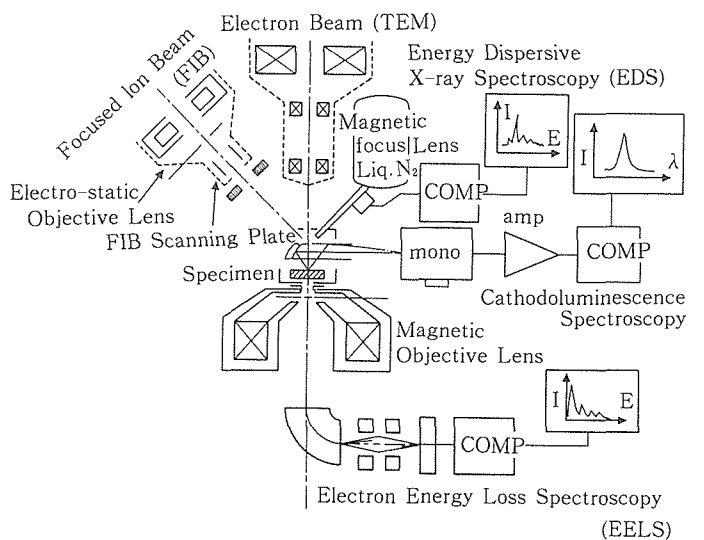 Electron Beam (TEM)
Focused Ion Beam
(FIB)
Energy Dispersive
X-ray Spectroscopy (EDS)
Magnetic
focus Lens
Liq. N₂
I
E
I
λ
Electro-static
Objective Lens
FIB Scanning Plate
COMP
amp
mono
COMP
Specimen
Cathodoluminescence
Spectroscopy
Magnetic
Objective Lens
I
E
COMP
Electron Energy Loss Spectroscopy
(EELS)